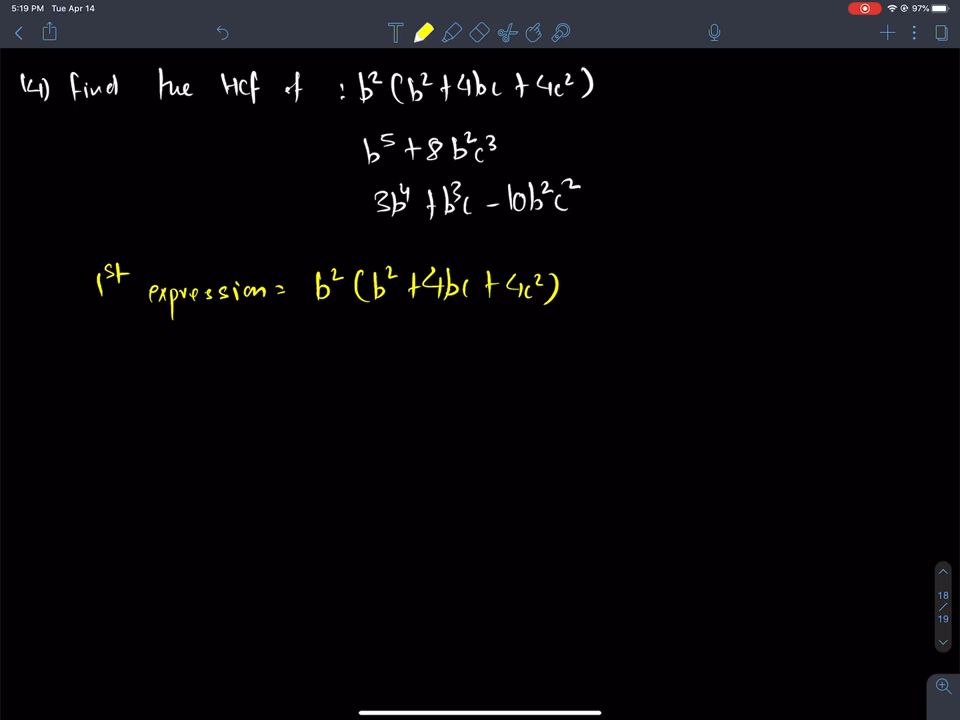 5:19 PM Tue Apr 14
97%
(4) Find the HCF of : b²(b²+4bc+4c²)
b⁵+8b²c³
3b⁴+b³c-10b²c²
1st expression = b²(b²+4bc+4c²)
18
/
19